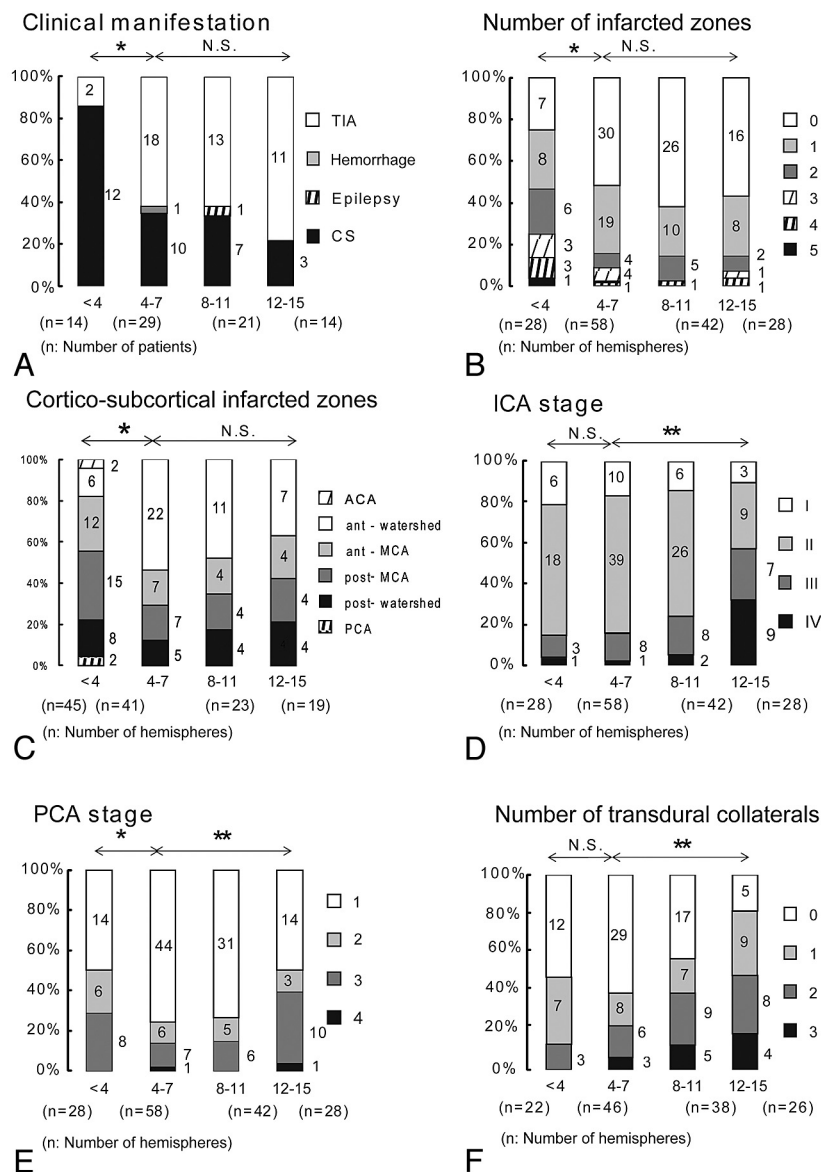 Clinical manifestation
* N.S.
100%
80%
60%
40%
20%
0%
2
12
18
1
10
13
1
7
11
3
TIA
Hemorrhage
Epilepsy
CS
<4 4-7 8-11 12-15
(n=14) (n=29) (n=21) (n=14)
(n: Number of patients)
A
Number of infarcted zones
* N.S.
100%
80%
60%
40%
20%
0%
7
8
6
3
3
1
30
19
4
4
1
26
10
5
1
16
8
2
1
1
0
1
2
3
4
5
<4 4-7 8-11 12-15
(n=28) (n=58) (n=42) (n=28)
(n: Number of hemispheres)
B
Cortico-subcortical infarcted zones
* N.S.
100%
80%
60%
40%
20%
0%
2
6
12
15
8
2
22
7
7
5
11
4
4
4
7
4
4
4
ACA
ant - watershed
ant - MCA
post- MCA
post- watershed
PCA
<4 4-7 8-11 12-15
(n=45) (n=41) (n=23) (n=19)
(n: Number of hemispheres)
C
ICA stage
N.S. **
100%
80%
60%
40%
20%
0%
6
18
3
1
10
39
8
1
6
26
8
2
3
9
7
9
I
II
III
IV
<4 4-7 8-11 12-15
(n=28) (n=58) (n=42) (n=28)
(n: Number of hemispheres)
D
PCA stage
* **
100%
80%
60%
40%
20%
0%
14
6
8
44
6
7
1
31
5
6
14
3
10
1
1
2
3
4
<4 4-7 8-11 12-15
(n=28) (n=58) (n=42) (n=28)
(n: Number of hemispheres)
E
Number of transdural collaterals
N.S. **
100%
80%
60%
40%
20%
0%
12
7
3
29
8
6
3
17
7
9
5
5
9
8
4
0
1
2
3
<4 4-7 8-11 12-15
(n=22) (n=46) (n=38) (n=26)
(n: Number of hemispheres)
F